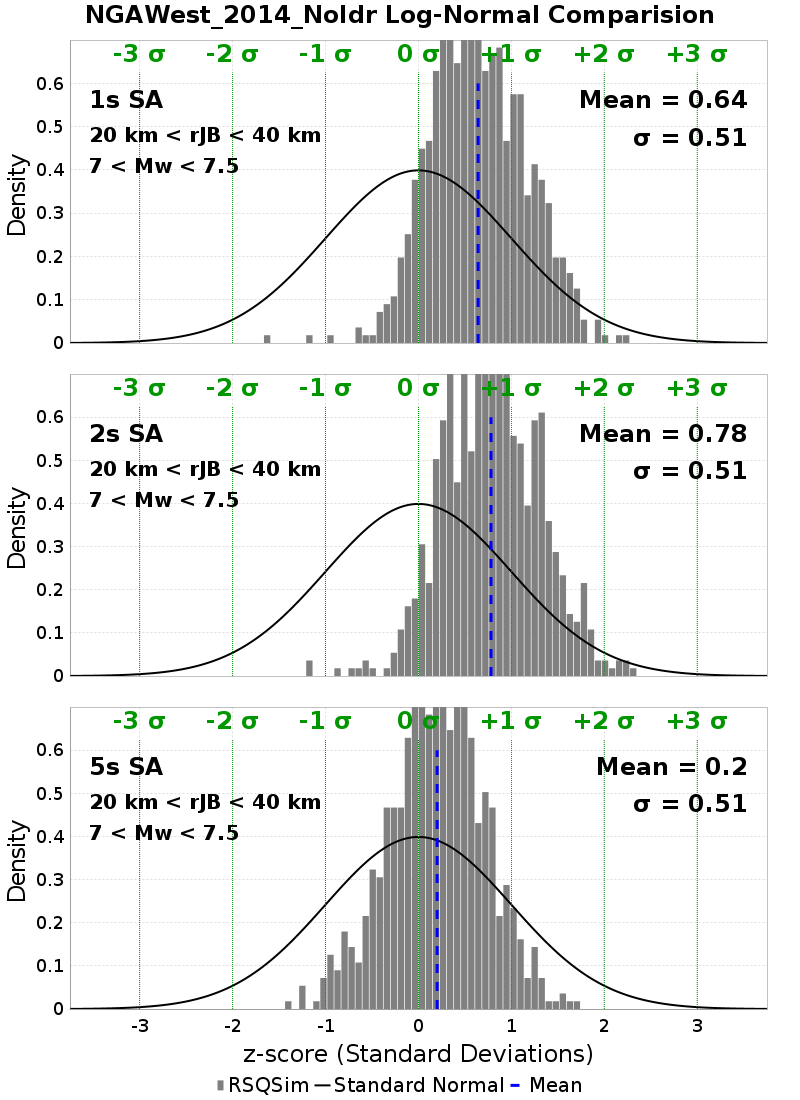 NGAWest_2014_NoIdr Log-Normal Comparision
-3 σ -2 σ -1 σ 0 σ +1 σ +2 σ +3 σ
1s SA
20 km < rJB < 40 km
7 < Mw < 7.5
Mean = 0.64
σ = 0.51
0.6
0.5
0.4
0.3
0.2
0.1
0
Density
-3 σ -2 σ -1 σ 0 σ +1 σ +2 σ +3 σ
2s SA
20 km < rJB < 40 km
7 < Mw < 7.5
Mean = 0.78
σ = 0.51
0.6
0.5
0.4
0.3
0.2
0.1
0
Density
-3 σ -2 σ -1 σ 0 σ +1 σ +2 σ +3 σ
5s SA
20 km < rJB < 40 km
7 < Mw < 7.5
Mean = 0.2
σ = 0.51
0.6
0.5
0.4
0.3
0.2
0.1
0
Density
-3 -2 -1 0 1 2 3
z-score (Standard Deviations)
RSQSim Standard Normal Mean